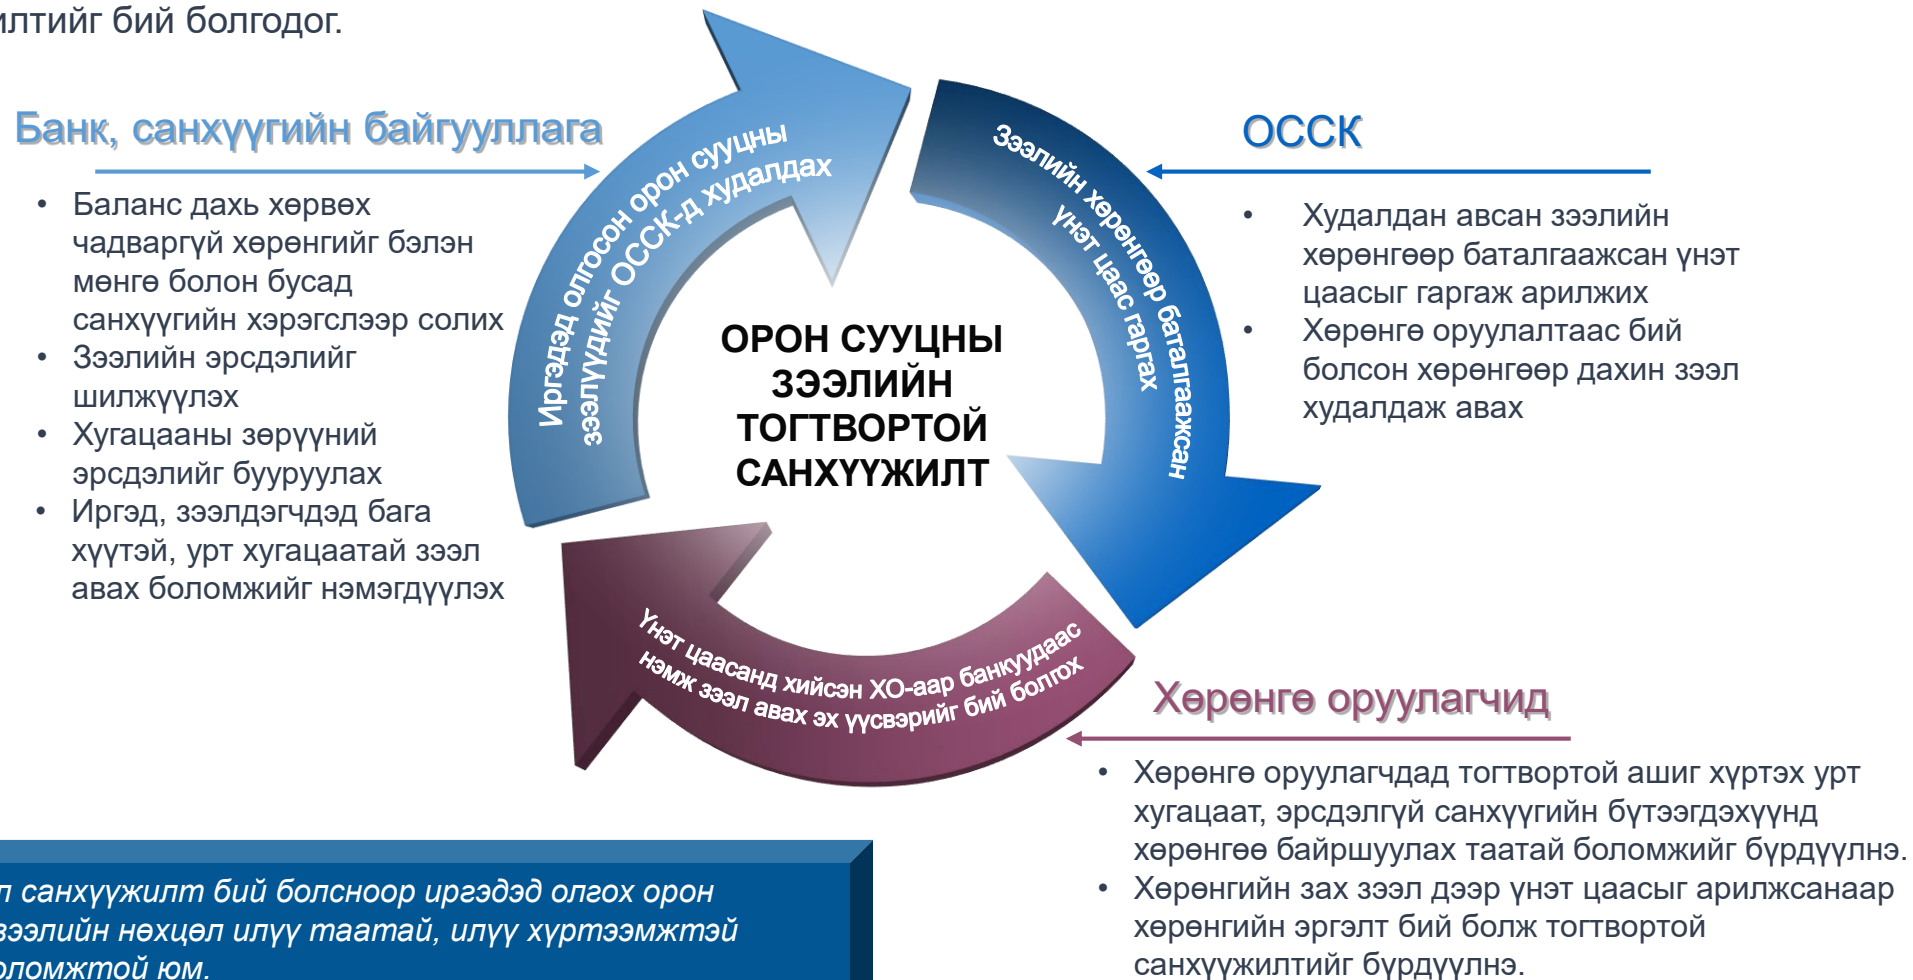 бий болгодог.
Банк, санхүүгийн байгууллага
• Баланс дахь хөрвөх
чадваргүй хөрөнгийг бэлэн
мөнгө болон бусад
санхүүгийн хэрэгслээр солих
• Зээлийн эрсдэлийг
шилжүүлэх
• Хугацааны зөрүүний
эрсдэлийг бууруулах
• Иргэд, зээлдэгчдэд бага
хүүтэй, урт хугацаатай зээл
авах боломжийг нэмэгдүүлэх
Иргэдэд олгосон орон сууцны
зээлүүдийг ОССК-д худалдах
Зээлийн хөрөнгөөр баталгаажсан
үнэт цаас гаргах
ОРОН СУУЦНЫ
ЗЭЭЛИЙН
ТОГТВОРТОЙ
САНХҮҮЖИЛТ
ОССК
• Худалдан авсан зээлийн
хөрөнгөөр баталгаажсан үнэт
цаасыг гаргаж арилжих
• Хөрөнгө оруулалтаас бий
болсон хөрөнгөөр дахин зээл
худалдаж авах
Үнэт цаасанд хийсэн ХО-аар банкуудаас
нэмж зээл авах эх үүсвэрийг бий болгох
Хөрөнгө оруулагчид
• Хөрөнгө оруулагчдад тогтвортой ашиг хүртэх урт
хугацаат, эрсдэлгүй санхүүгийн бүтээгдэхүүнд
хөрөнгөө байршуулах таатай боломжийг бүрдүүлнэ.
• Хөрөнгийн зах зээл дээр үнэт цаасыг арилжсанаар
хөрөнгийн эргэлт бий болж тогтвортой
санхүүжилтийг бүрдүүлнэ.
санхүүжилт бий болсноор иргэдэд олгох орон
зээлийн нөхцөл илүү таатай, илүү хүртээмжтэй
юм.